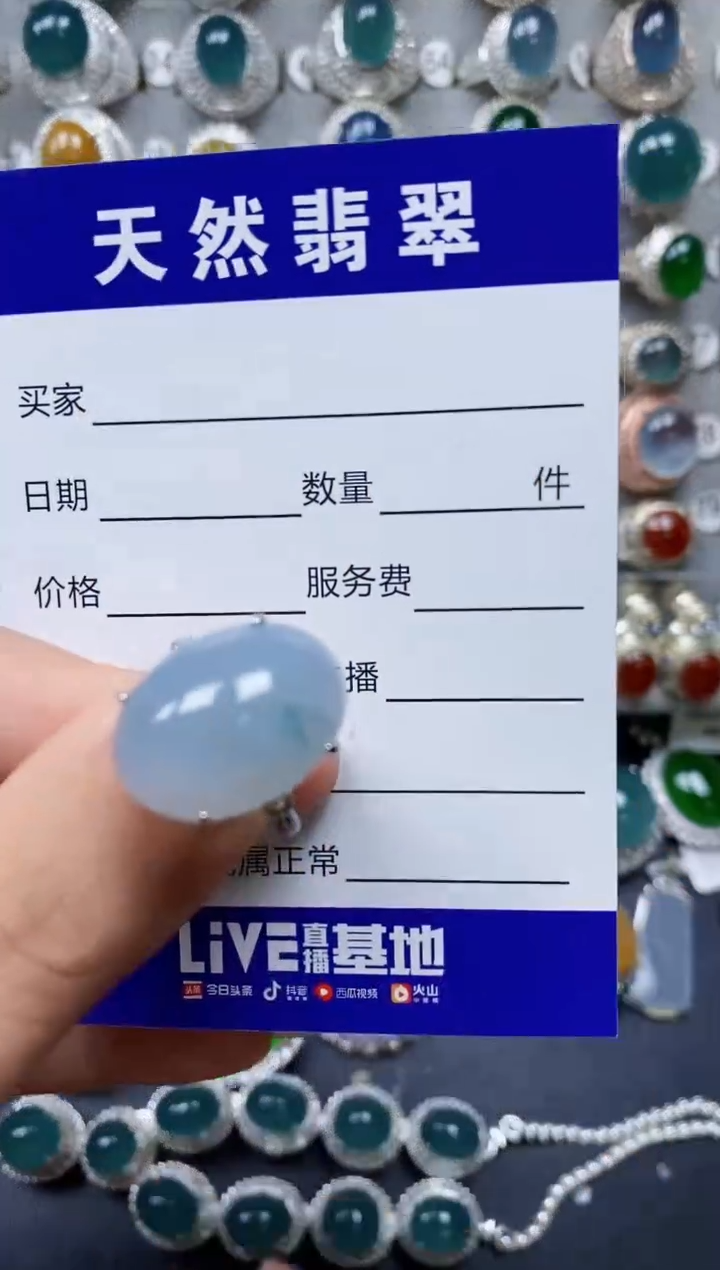 天然翡翠
买家
日期 数量 件
价格 服务费
播
属正常
LiVE直播基地
今日头条 抖音 西瓜视频 火山